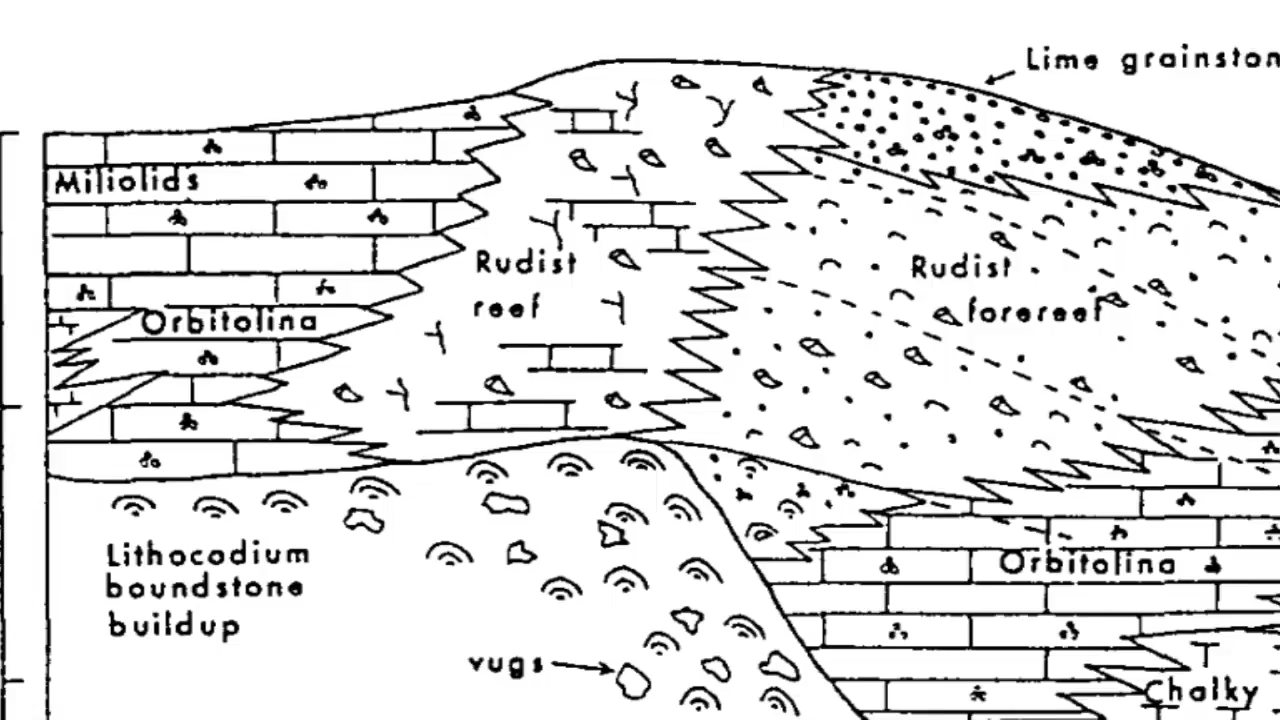 Lime grainston
Miliolids
Rudist
reef
Rudist
forereef
Orbitolina
Lithocodium
boundstone
buildup
Orbitolina
vugs
Chalky